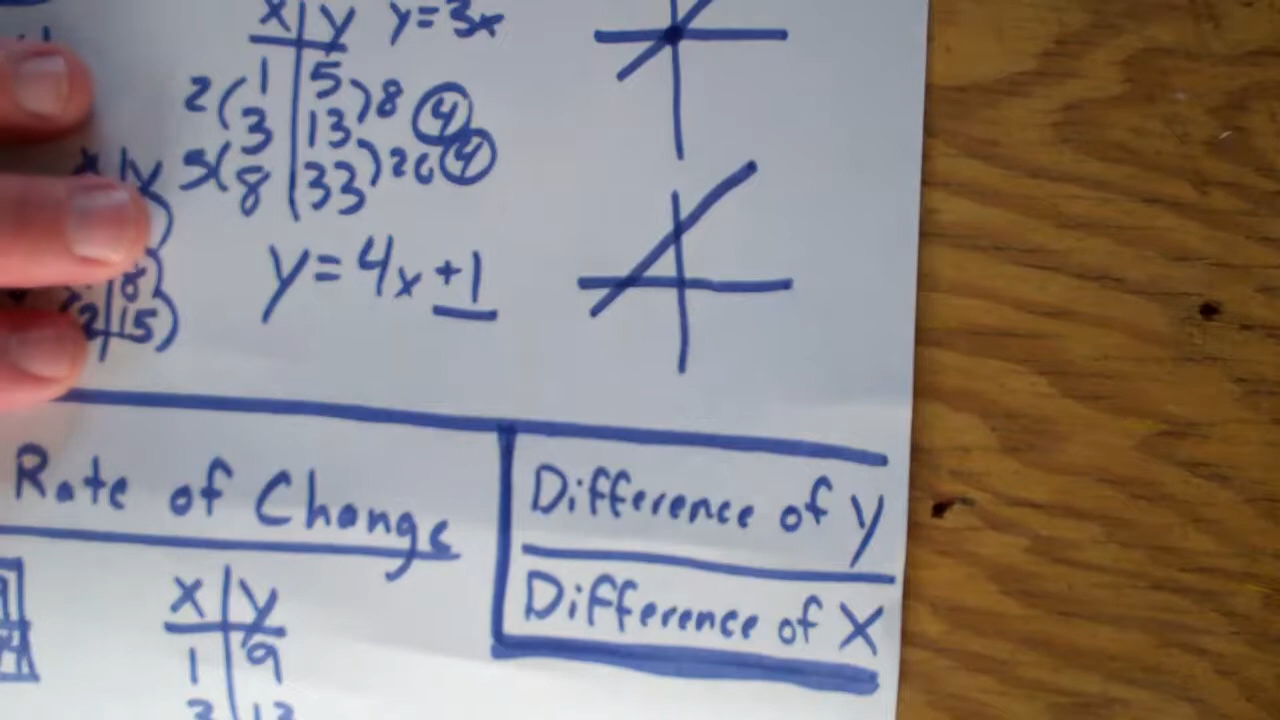 x y y=3x
1 5
2 3 13 8 4
5 8 33 20 4
x y
y=4x+1
8
2 15
Rate of Change
Difference of y
Difference of x
x y
1 9